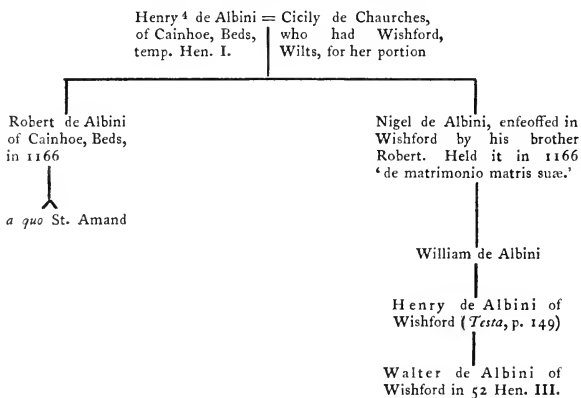 Henry⁴ de Albini = Cicily de Chaurches,
of Cainhoe, Beds, who had Wishford,
temp. Hen. I. Wilts, for her portion
Robert de Albini
of Cainhoe, Beds,
in 1166
a quo St. Amand
Nigel de Albini, enfeoffed in
Wishford by his brother
Robert. Held it in 1166
‘de matrimonio matris suæ.’
William de Albini
Henry de Albini of
Wishford (Testa, p. 149)
Walter de Albini of
Wishford in 52 Hen. III.